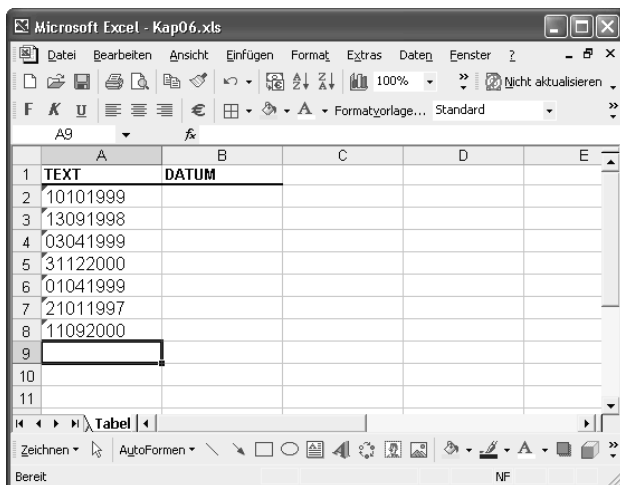 Microsoft Excel - Kap06.xls
Datei Bearbeiten Ansicht Einfügen Format Extras Daten Fenster ?
100% Nicht aktualisieren
F K U € A Formatvorlage... Standard
A9 fx
A B C D E
1 TEXT DATUM
2 10101999
3 13091998
4 03041999
5 31122000
6 01041999
7 21011997
8 11092000
9
10
11
Tabel
Zeichnen AutoFormen A A
Bereit NF